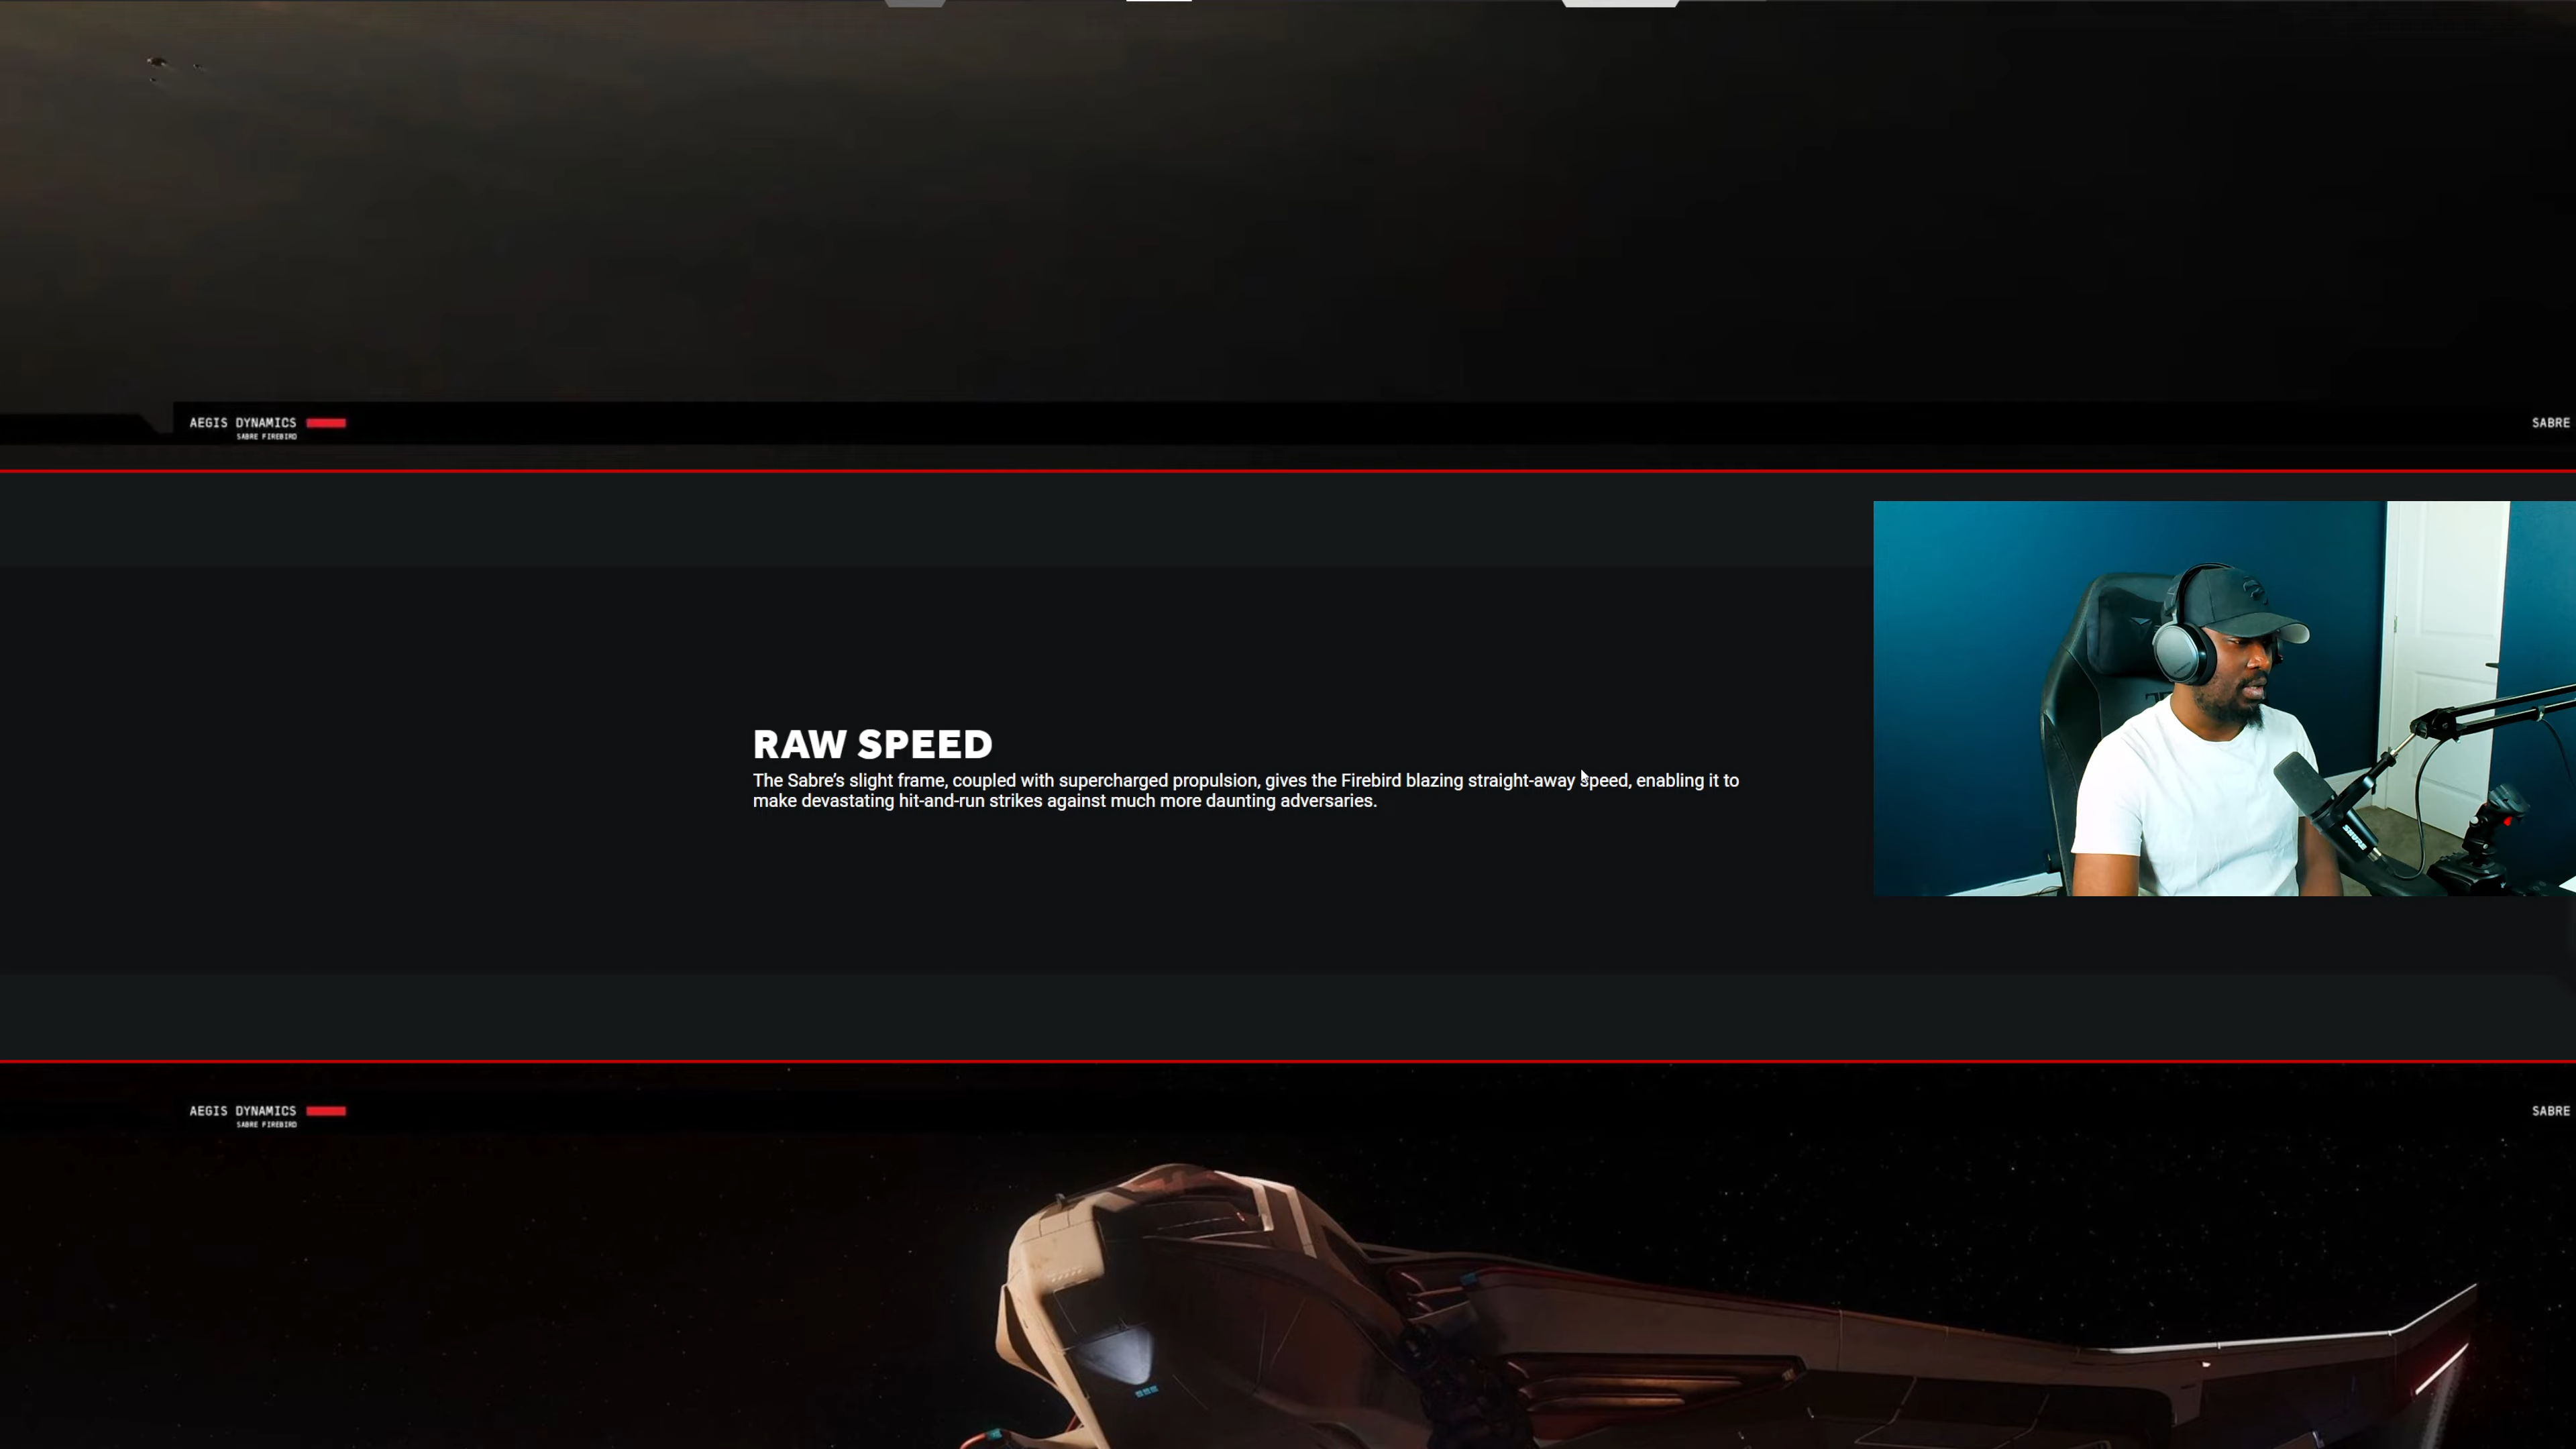 AEGIS DYNAMICS
SABRE FIREBIRD
SABRE
RAW SPEED
The Sabre’s slight frame, coupled with supercharged propulsion, gives the Firebird blazing straight-away speed, enabling it to
make devastating hit-and-run strikes against much more daunting adversaries.
SHURE
AEGIS DYNAMICS
SABRE FIREBIRD
SABRE